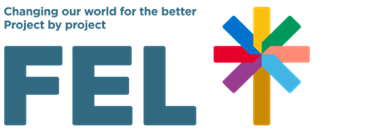 Changing our world for the better
Project by project
FEL